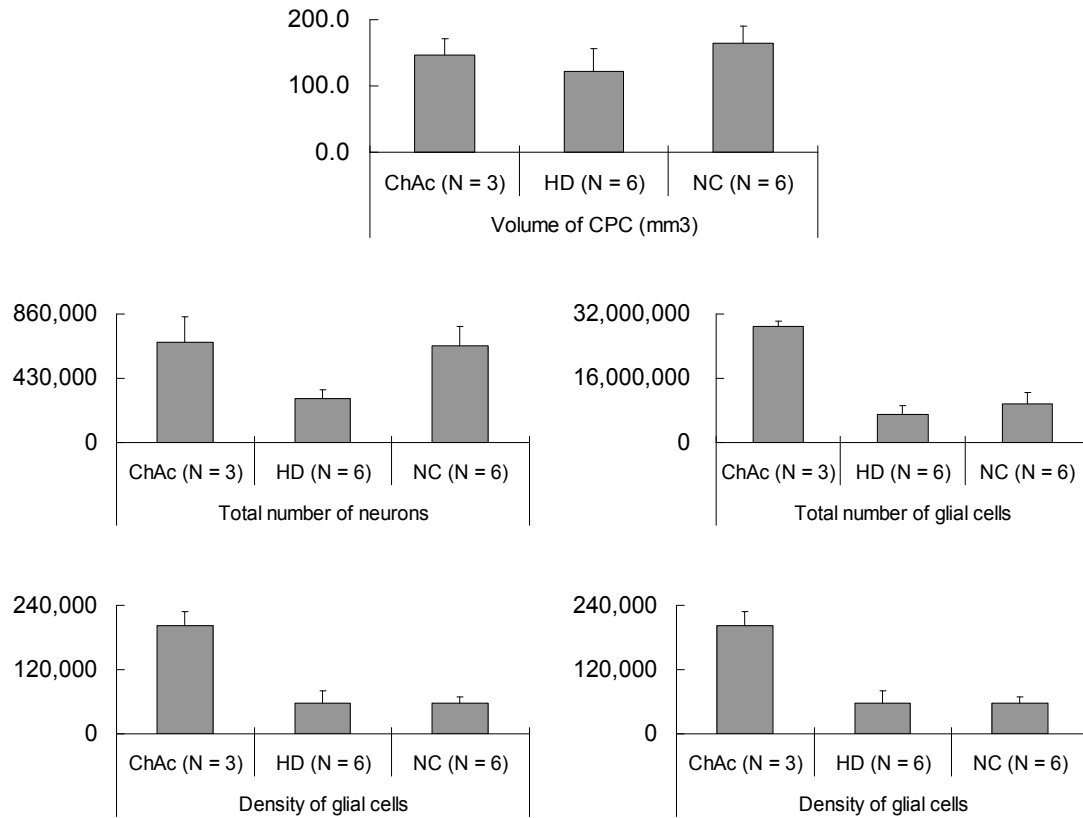 200.0
100.0
0.0
ChAc (N = 3) HD (N = 6) NC (N = 6)
Volume of CPC (mm3)
860,000
430,000
0
ChAc (N = 3) HD (N = 6) NC (N = 6)
Total number of neurons
32,000,000
16,000,000
0
ChAc (N = 3) HD (N = 6) NC (N = 6)
Total number of glial cells
240,000
120,000
0
ChAc (N = 3) HD (N = 6) NC (N = 6)
Density of glial cells
240,000
120,000
0
ChAc (N = 3) HD (N = 6) NC (N = 6)
Density of glial cells